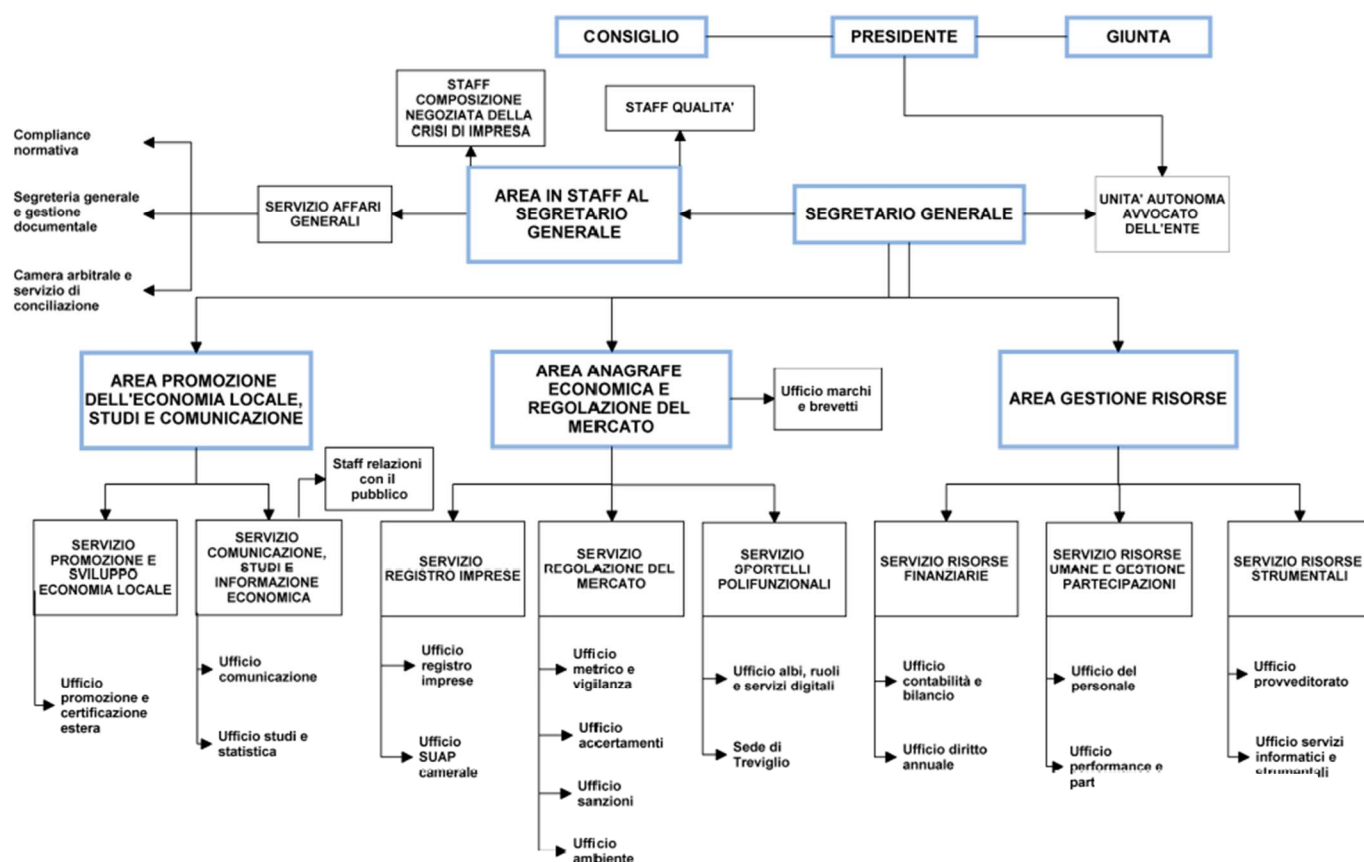 CONSIGLIO
PRESIDENTE
GIUNTA
STAFF
COMPOSIZIONE
NEGOZIATA DELLA
CRISI DI IMPRESA
STAFF QUALITA'
Compliance
normativa
Segreteria generale
e gestione
documentale
Camera arbitrale e
servizio di
conciliazione
SERVIZIO AFFARI
GENERALI
AREA IN STAFF AL
SEGRETARIO
GENERALE
SEGRETARIO GENERALE
UNITA' AUTONOMA
AVVOCATO
DELL'ENTE
AREA PROMOZIONE
DELL'ECONOMIA LOCALE,
STUDI E COMUNICAZIONE
AREA ANAGRAFE
ECONOMICA E
REGOLAZIONE DEL
MERCATO
Ufficio marchi
e brevetti
AREA GESTIONE RISORSE
Staff relazioni
con il
pubblico
SERVIZIO
PROMOZIONE E
SVILUPPO
ECONOMIA LOCALE
SERVIZIO
COMUNICAZIONE,
STUDI E
INFORMAZIONE
ECONOMICA
SERVIZIO
REGISTRO IMPRESE
SERVIZIO
REGOLAZIONE DEL
MERCATO
SERVIZIO
SPORTELLI
POLIFUNZIONALI
SERVIZIO RISORSE
FINANZIARIE
SERVIZIO RISORSE
UMANE E GESTIONE
PARTECIPAZIONI
SERVIZIO RISORSE
STRUMENTALI
Ufficio
promozione e
certificazione
estera
Ufficio
comunicazione
Ufficio studi e
statistica
Ufficio
registro
imprese
Ufficio
SUAP
camerale
Ufficio
metrico e
vigilanza
Ufficio
accertamenti
Ufficio
sanzioni
Ufficio
ambiente
Ufficio albi, ruoli
e servizi digitali
Sede di
Treviglio
Ufficio
contabilità e
bilancio
Ufficio diritto
annuale
Ufficio del
personale
Ufficio
performance e
part
Ufficio
provveditorato
Ufficio servizi
informatici e
strumentali